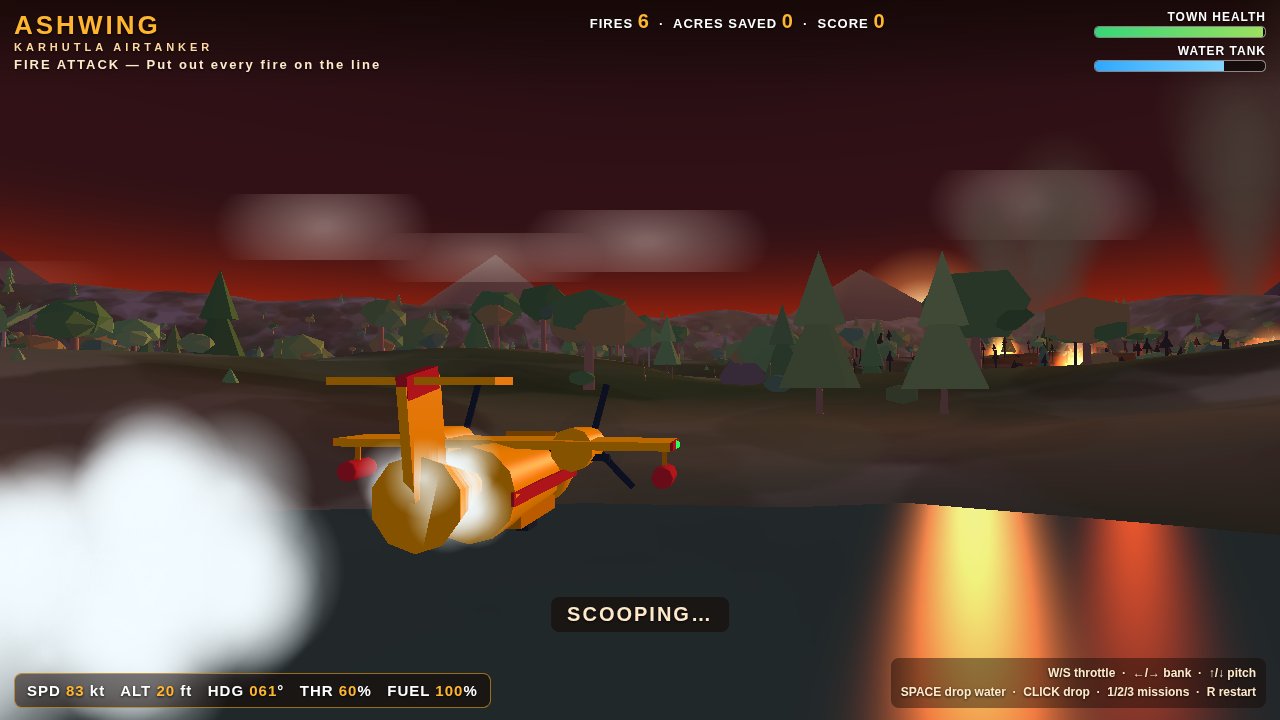 ASHWING
KARHUTLA AIRTANKER
FIRE ATTACK — Put out every fire on the line
FIRES 6 · ACRES SAVED 0 · SCORE 0
TOWN HEALTH
WATER TANK
SCOOPING…
SPD 83 kt ALT 20 ft HDG 061° THR 60% FUEL 100%
W/S throttle · ←/→ bank · ↑/↓ pitch
SPACE drop water · CLICK drop · 1/2/3 missions · R restart